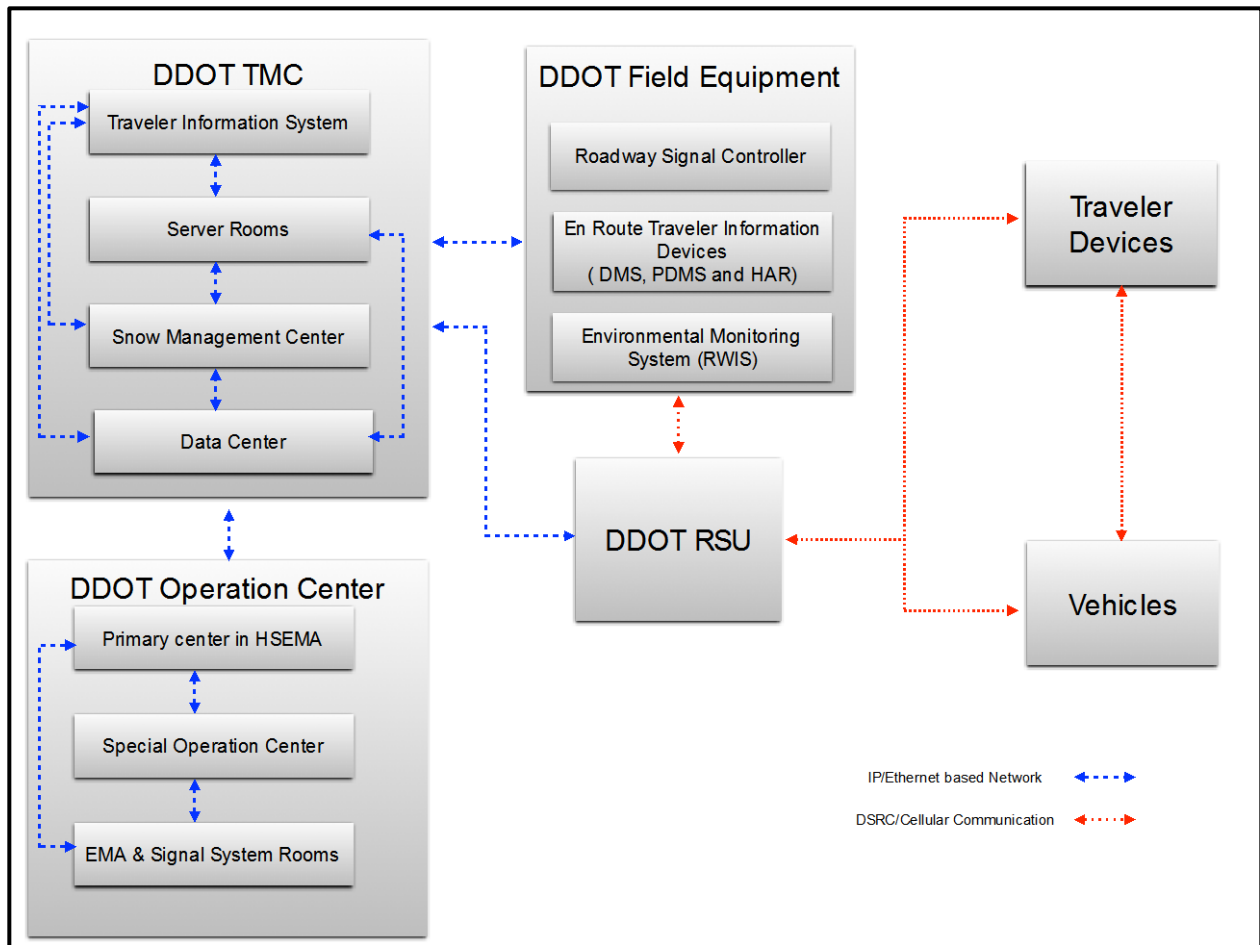 DDOT TMC
Traveler Information System
Server Rooms
Snow Management Center
Data Center
DDOT Operation Center
Primary center in HSEMA
Special Operation Center
EMA & Signal System Rooms
DDOT Field Equipment
Roadway Signal Controller
En Route Traveler Information
Devices
( DMS, PDMS and HAR)
Environmental Monitoring
System (RWIS)
DDOT RSU
Traveler
Devices
Vehicles
IP/Ethernet based Network
DSRC/Cellular Communication